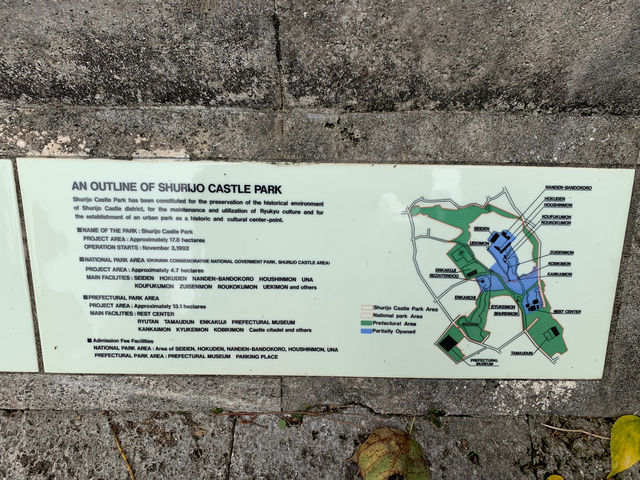 AN OUTLINE OF SHURIJO CASTLE PARK
Shurijo Castle Park has been constituted for the preservation of the historical environment
of Shurijo Castle district, for the maintenance and utilization of Ryukyu culture and for
the establishment of an urban park as a historic and cultural center-point.
■NAME OF THE PARK : Shurijo Castle Park
PROJECT AREA : Approximately 17.8 hectares
OPERATION STARTS : November 3,1992
■NATIONAL PARK AREA (OKINAWA COMMEMORATIVE NATIONAL GOVERMENT PARK, SHURIJO CASTLE AREA)
PROJECT AREA : Approximately 4.7 hectares
MAIN FACILITIES : SEIDEN HOKUDEN NANDEN-BANDOKORO HOUSHINMON UNA
KOUFUKUMON ZUISENMON ROUKOKUMON UEKIMON and others
■PREFECTURAL PARK AREA
PROJECT AREA : Approximately 13.1 hectares
MAIN FACILITIES : REST CENTER
RYUTAN TAMAUDUN ENKAKUJI PREFECTURAL MUSEUM
KANKAIMON KYUKEIMON KOBIKIMON Castle citadel and others
■ Admission Fee Facilities
NATIONAL PARK AREA : Area of SEIDEN, HOKUDEN, NANDEN-BANDOKORO, HOUSHINMON, UNA
PREFECTURAL PARK AREA : PREFECTURAL MUSEUM PARKING PLACE
Shurijo Castle Park Area
National park Area
Prefectural Area
Partially Opened
NANDEN-BANDOKORO
HOKUDEN
HOUSHINMON
KOUFUKUMON
ROUKOKUMON
SEIDEN
UEKIMON
ZUISENMON
KOBIKIMON
KANKAIMON
ENKAKUJI
BEZAITENDOU
ENKANCHI
KYUKEIMON
SHUREIMON
REST CENTER
RYUTAN
TAMAUDUN
PREFECTURAL
MUSEUM